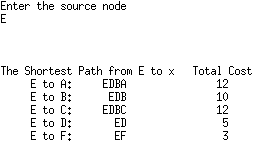 Enter the source node
E
The Shortest Path from E to x Total Cost
E to A: EDBA 12
E to B: EDB 10
E to C: EDBC 12
E to D: ED 5
E to F: EF 3